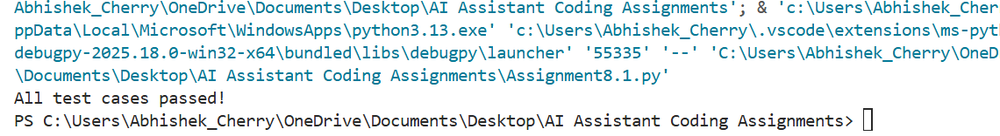 Abhishek_Cherry\OneDrive\Documents\Desktop\AI Assistant Coding Assignments'; & 'c:\Users\Abhishek_Cher
ppData\Local\Microsoft\WindowsApps\python3.13.exe' 'c:\Users\Abhishek_Cherry\.vscode\extensions\ms-pyt
debugpy-2025.18.0-win32-x64\bundled\libs\debugpy\launcher' '55335' '--' 'C:\Users\Abhishek_Cherry\OneD
\Documents\Desktop\AI Assistant Coding Assignments\Assignment8.1.py'
All test cases passed!
PS C:\Users\Abhishek_Cherry\OneDrive\Documents\Desktop\AI Assistant Coding Assignments>